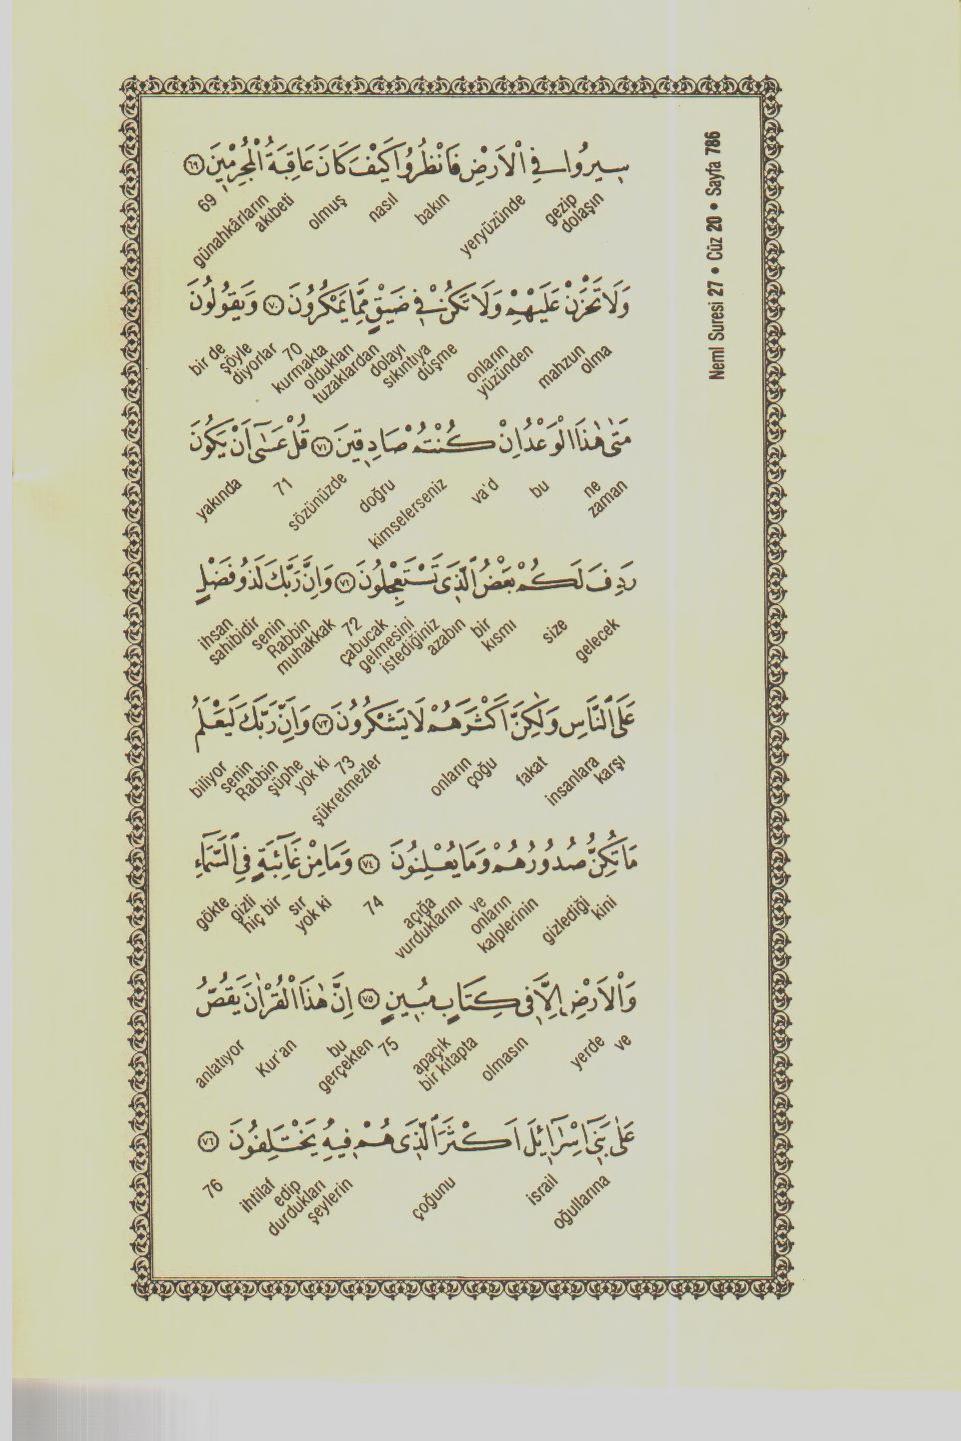 Neml Suresi 27 • Cüz 20 • Sayfa 786
سِيرُوا فِي الْاَرْضِ فَانْظُرُوا كَيْفَ كَانَ عَاقِبَةُ الْمُجْرِمِينَ ﴿٦٩﴾
gezip dolaşın yeryüzünde bakın nasıl olmuş akıbeti günahkârların 69
وَلَا تَحْزَنْ عَلَيْهِمْ وَلَا تَكُنْ فِي ضَيْقٍ مِمَّا يَمْكُرُونَ ﴿٧٠﴾ وَيَقُولُونَ
mahzun olma onların yüzünden sıkıntıya düşme dolayı kurmakta oldukları tuzaklardan 70 bir de şöyle diyorlar
مَتٰى هٰذَا الْوَعْدُ اِنْ كُنْتُمْ صَادِقِينَ ﴿٧١﴾ قُلْ عَسٰٓى اَنْ يَكُونَ
ne zaman bu va'd kimselerseniz doğru sözünüzde 71 yakında
رَدِفَ لَكُمْ بَعْضُ الَّذِي تَسْتَعْجِلُونَ ﴿٧٢﴾ وَاِنَّ رَبَّكَ لَذُو فَضْلٍ
gelecek size bir kısmı azabın çabucak gelmesini istediğiniz 72 muhakkak senin Rabbin ihsan sahibidir
عَلَى النَّاسِ وَلٰكِنَّ اَكْثَرَهُمْ لَا يَشْكُرُونَ ﴿٧٣﴾ وَاِنَّ رَبَّكَ لَيَعْلَمُ
insanlara karşı fakat onların çoğu şükretmezler 73 şüphe yok ki senin Rabbin biliyor
مَا تُكِنُّ صُدُورُهُمْ وَمَا يُعْلِنُونَ ﴿٧٤﴾ وَمَا مِنْ غَٓائِبَةٍ فِي السَّمَٓاءِ
kini gizlediği onların kalplerinin ve açığa vurduklarını 74 yok ki sır gizli hiç bir gökte
وَالْاَرْضِ اِلَّا فِي كِتَابٍ مُبِينٍ ﴿٧٥﴾ اِنَّ هٰذَا الْقُرْاٰنَ يَقُصُّ
ve yerde olmasın apaçık bir kitapta 75 gerçekten bu Kur'an anlatıyor
عَلٰى بَنِٓي اِسْرَٓائِيلَ اَكْثَرَ الَّذِي هُمْ فِيهِ يَخْتَلِفُونَ ﴿٧٦﴾
israil oğullarına çoğunu ihtilaf edip durdukları şeylerin 76